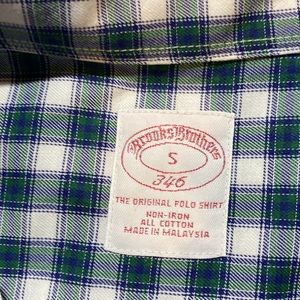 Brooks Brothers
S
346
THE ORIGINAL POLO SHIRT
NON-IRON
ALL COTTON
MADE IN MALAYSIA